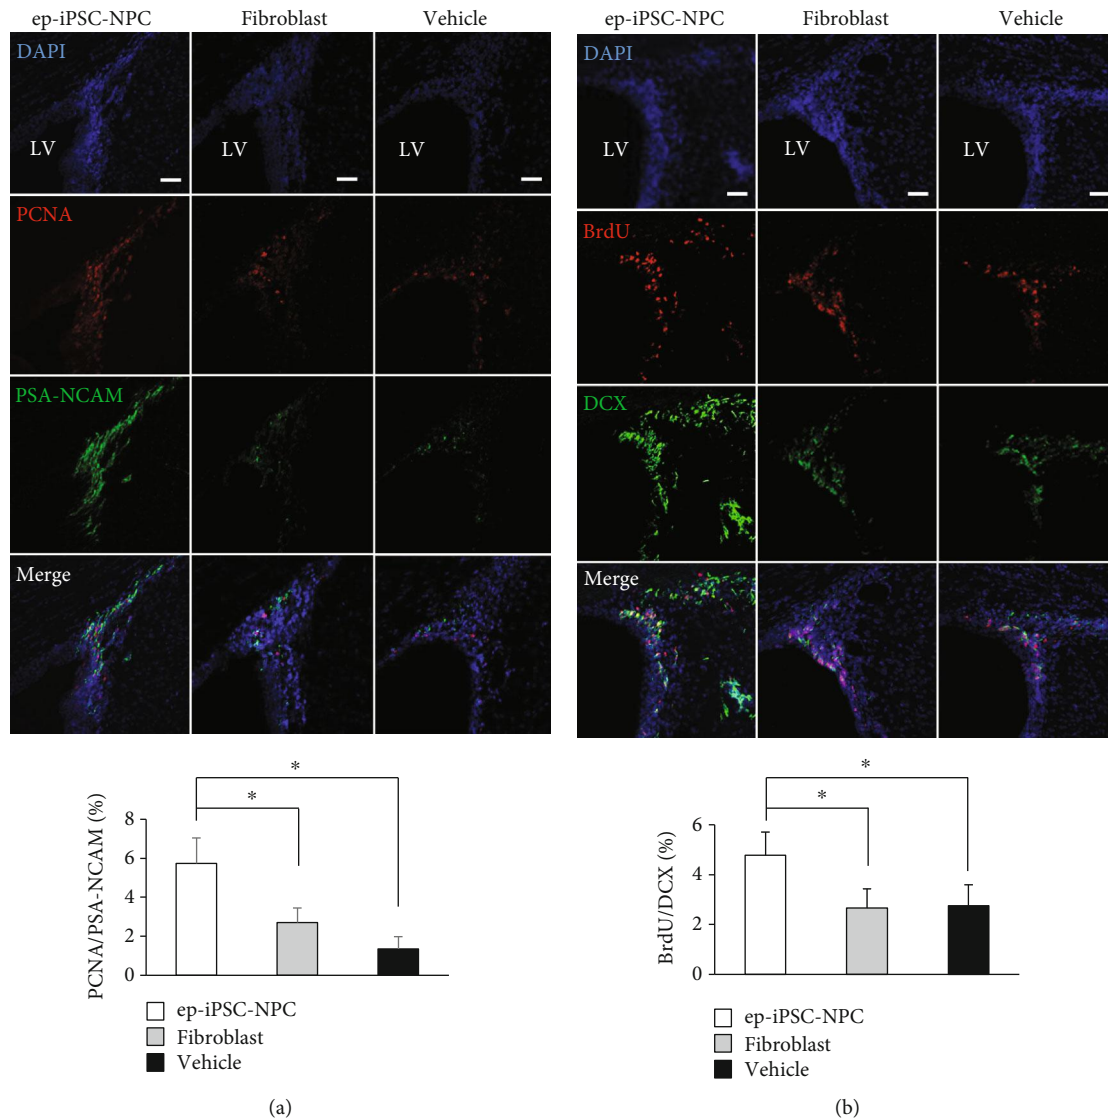 ep-iPSC-NPC Fibroblast Vehicle
DAPI
LV LV LV
PCNA
PSA-NCAM
Merge
* 
*
PCNA/PSA-NCAM (%)
8
6
4
2
0
ep-iPSC-NPC
Fibroblast
Vehicle
(a)
ep-iPSC-NPC Fibroblast Vehicle
DAPI
LV LV LV
BrdU
DCX
Merge
*
*
BrdU/DCX (%)
6
4
2
0
ep-iPSC-NPC
Fibroblast
Vehicle
(b)